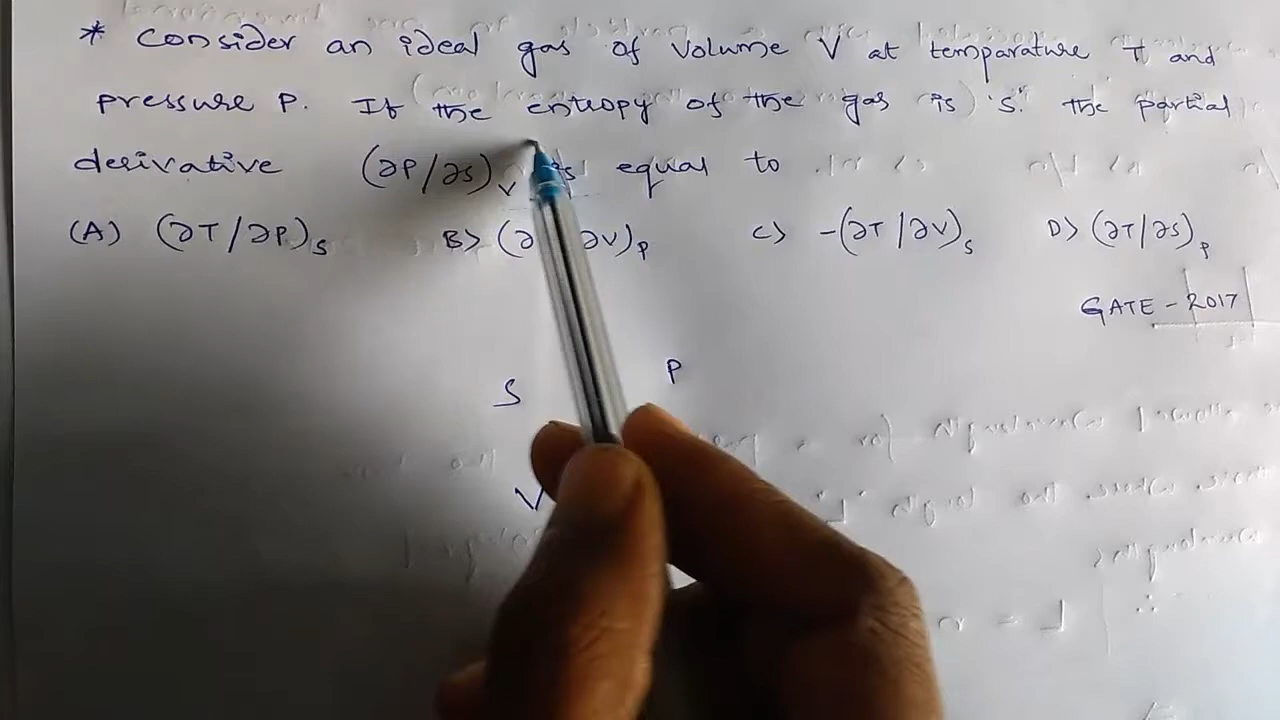 * Consider an ideal gas of volume V at temparature T and
pressure P. If the entropy of the gas is 's'. the partial
derivative (∂P/∂S)V is equal to
(A) (∂T/∂P)S B> (∂ ∂V)P C> -(∂T/∂V)S D> (∂T/∂S)P
GATE - 2017
S P
V